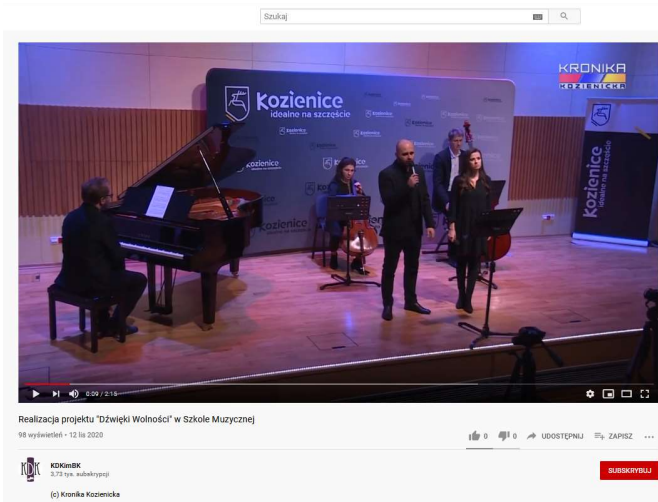 Szukaj
KRONIKA
KOZIENICKA
Kozienice
idealne na szczęście
Kozienice
Kozienice
idealne na szczęście
0:09 / 2:15
Realizacja projektu "Dźwięki Wolności" w Szkole Muzycznej
98 wyświetleń • 12 lis 2020
0
0
UDOSTĘPNIJ
ZAPISZ
KDK
KDKimBK
3,73 tys. subskrypcji
SUBSKRYBUJ
(c) Kronika Kozienicka